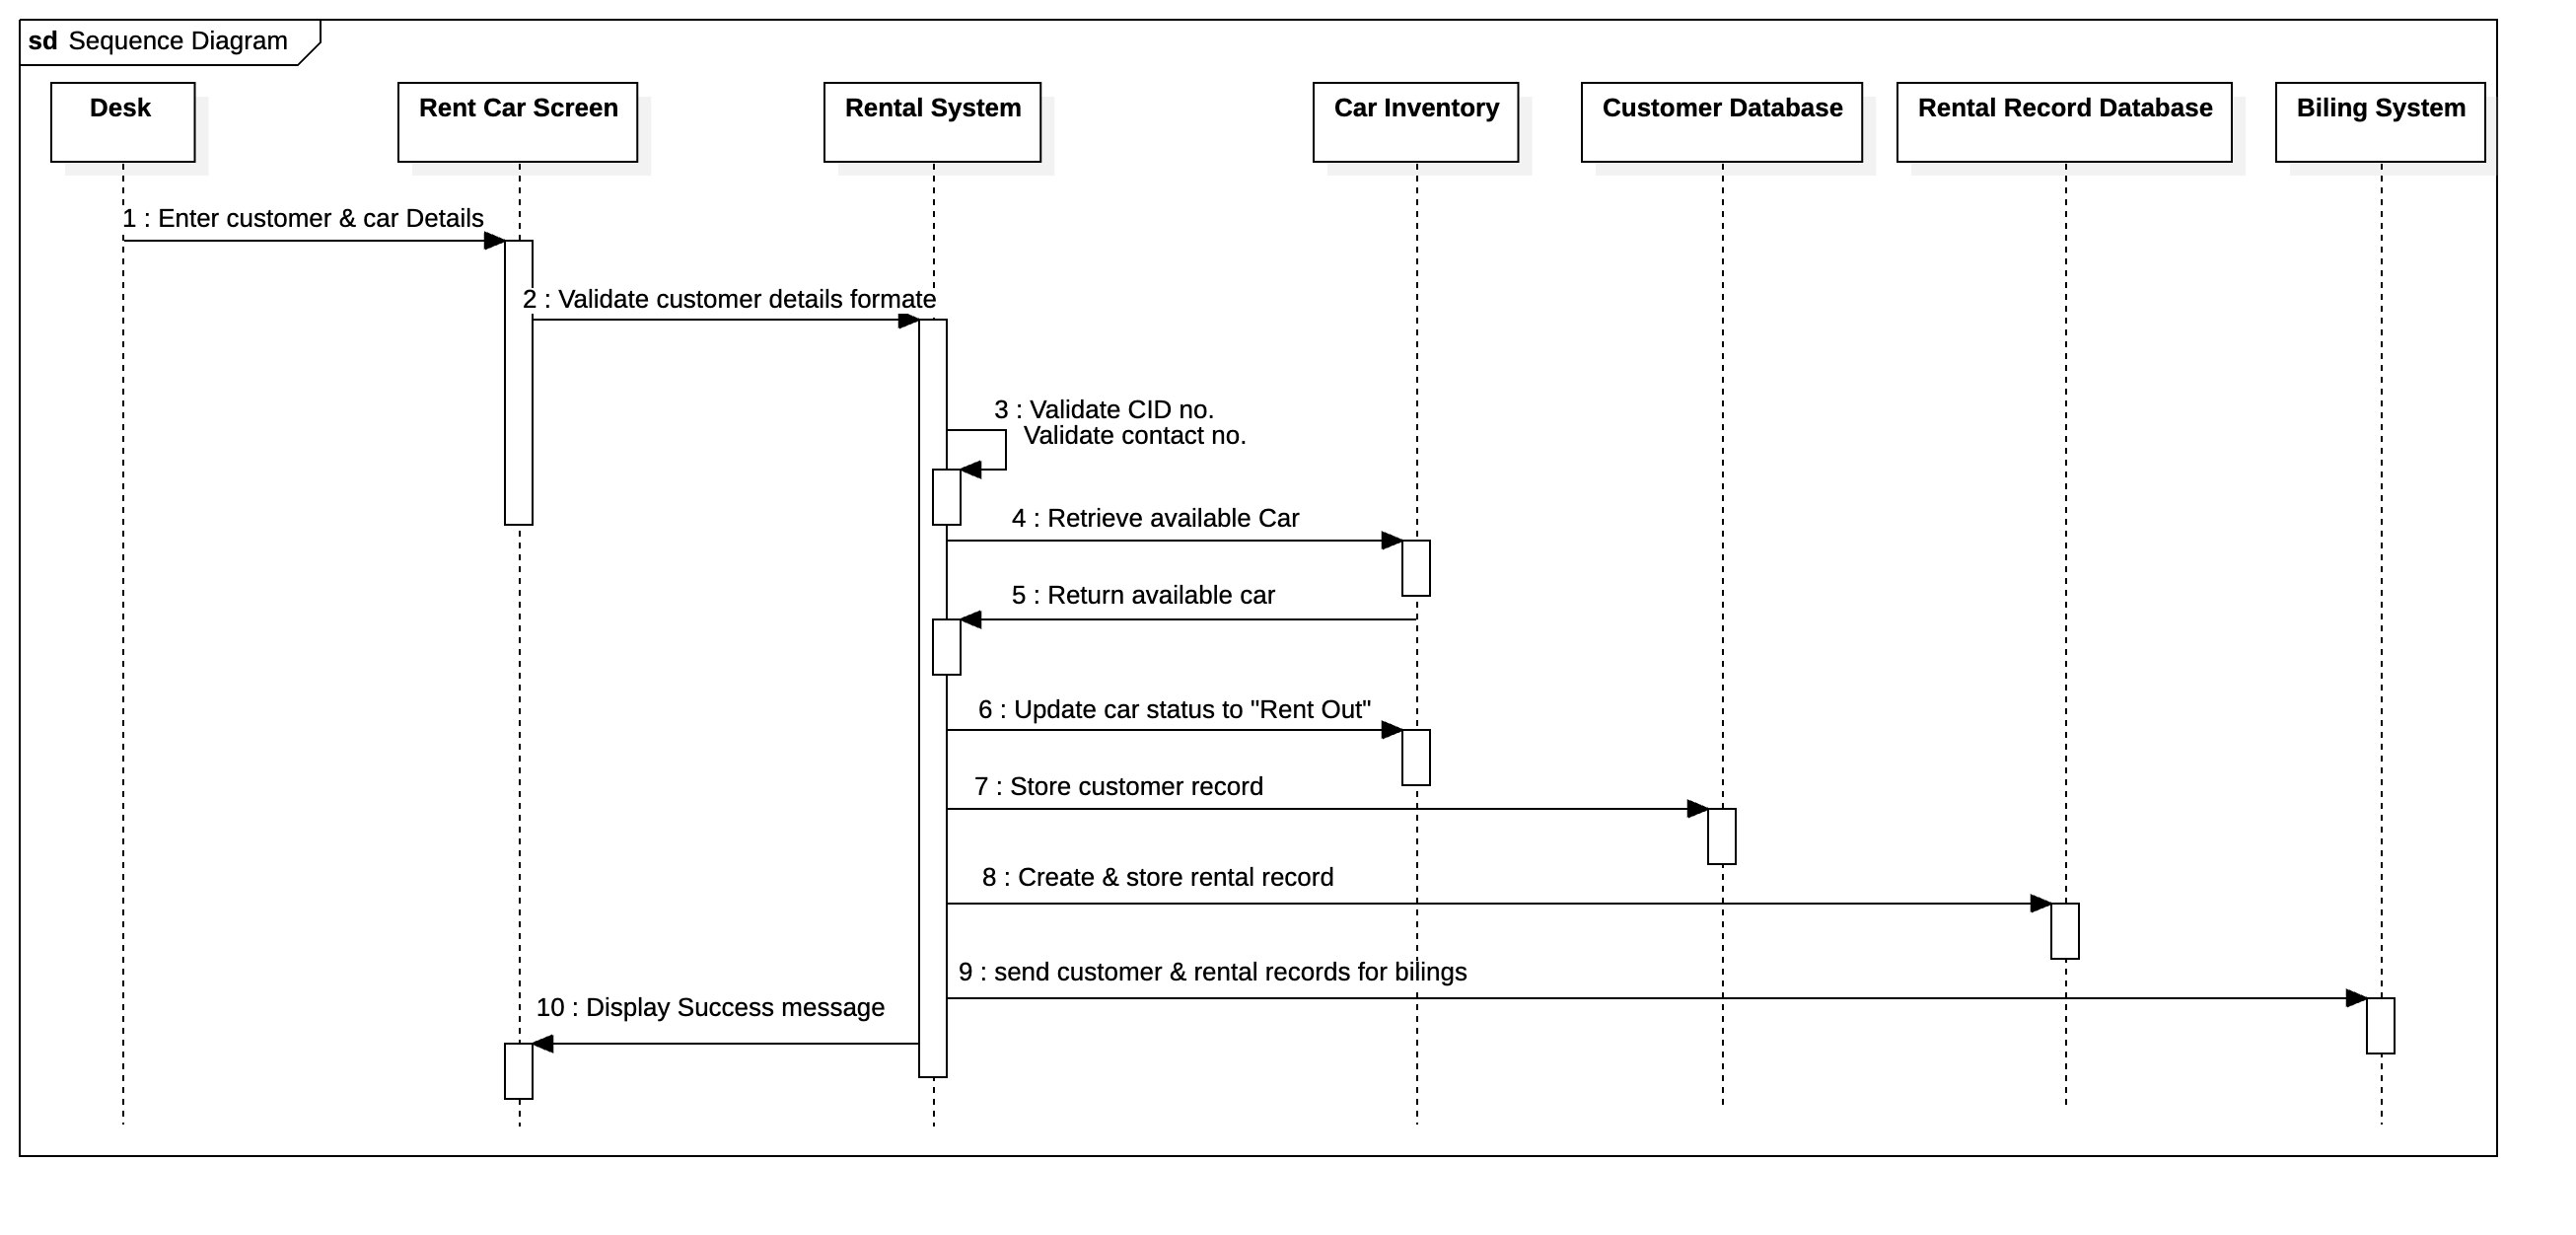 sd Sequence Diagram
Desk
Rent Car Screen
Rental System
Car Inventory
Customer Database
Rental Record Database
Biling System
1 : Enter customer & car Details
2 : Validate customer details formate
3 : Validate CID no.
Validate contact no.
4 : Retrieve available Car
5 : Return available car
6 : Update car status to "Rent Out"
7 : Store customer record
8 : Create & store rental record
9 : send customer & rental records for bilings
10 : Display Success message